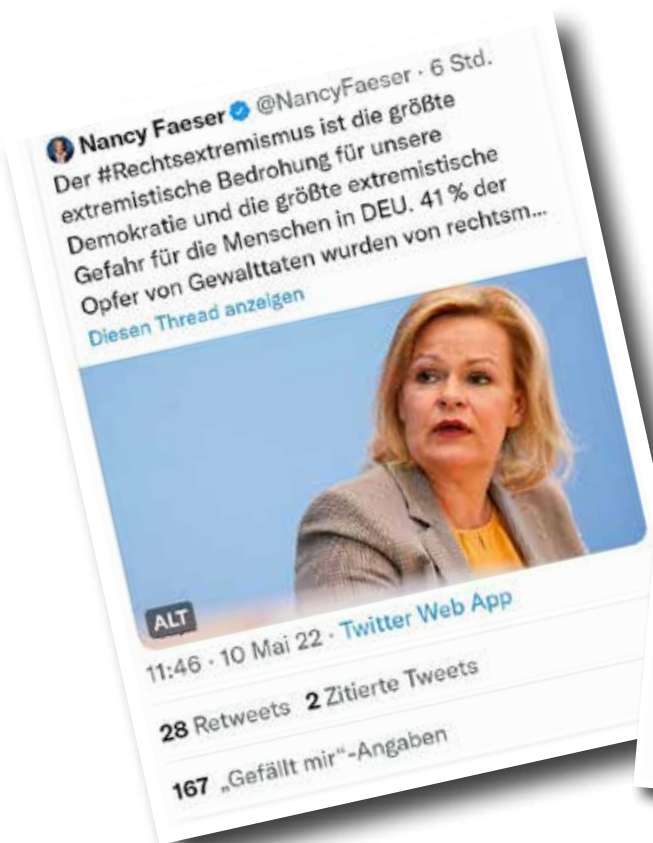 Nancy Faeser @NancyFaeser · 6 Std.
Der #Rechtsextremismus ist die größte
extremistische Bedrohung für unsere
Demokratie und die größte extremistische
Gefahr für die Menschen in DEU. 41 % der
Opfer von Gewalttaten wurden von rechtsm...
Diesen Thread anzeigen
ALT
11:46 · 10 Mai 22 · Twitter Web App
28 Retweets 2 Zitierte Tweets
167 „Gefällt mir“-Angaben